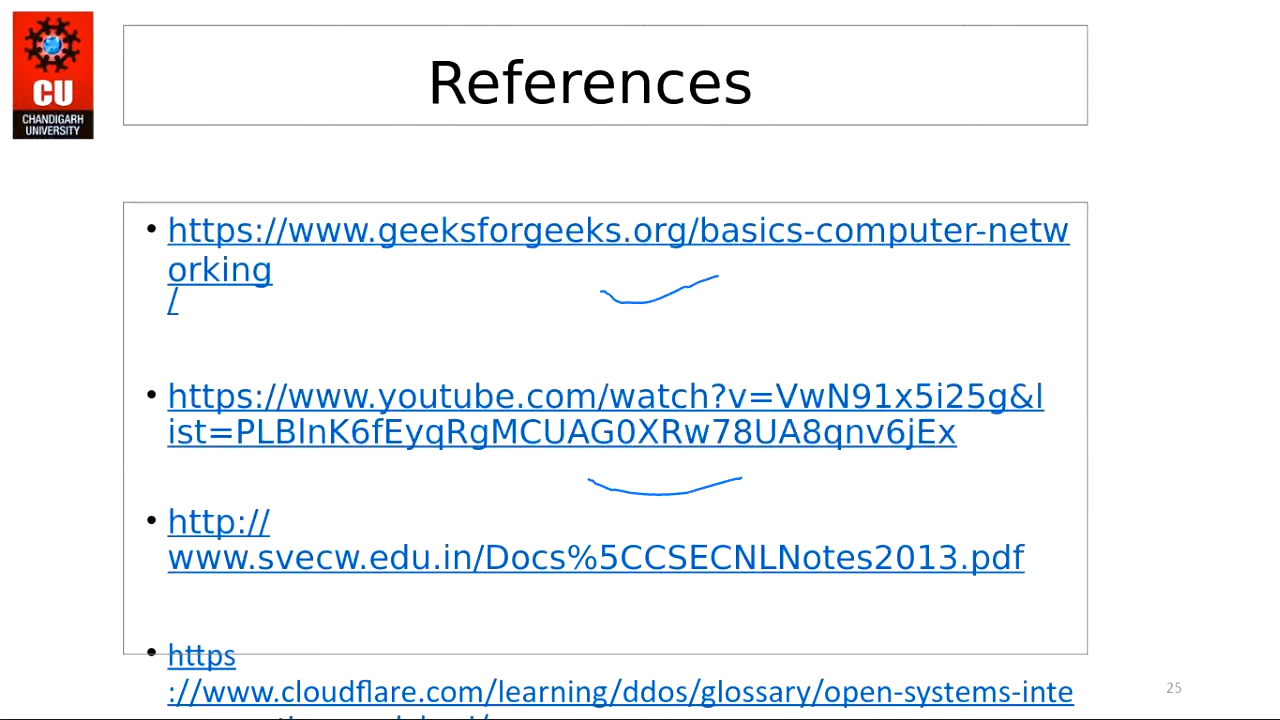 CU
CHANDIGARH
UNIVERSITY
References
• https://www.geeksforgeeks.org/basics-computer-netw
orking
/
• https://www.youtube.com/watch?v=VwN91x5i25g&l
ist=PLBlnK6fEyqRgMCUAG0XRw78UA8qnv6jEx
• http://
www.svecw.edu.in/Docs%5CCSECNLNotes2013.pdf
• https
://www.cloudflare.com/learning/ddos/glossary/open-systems-inte
25